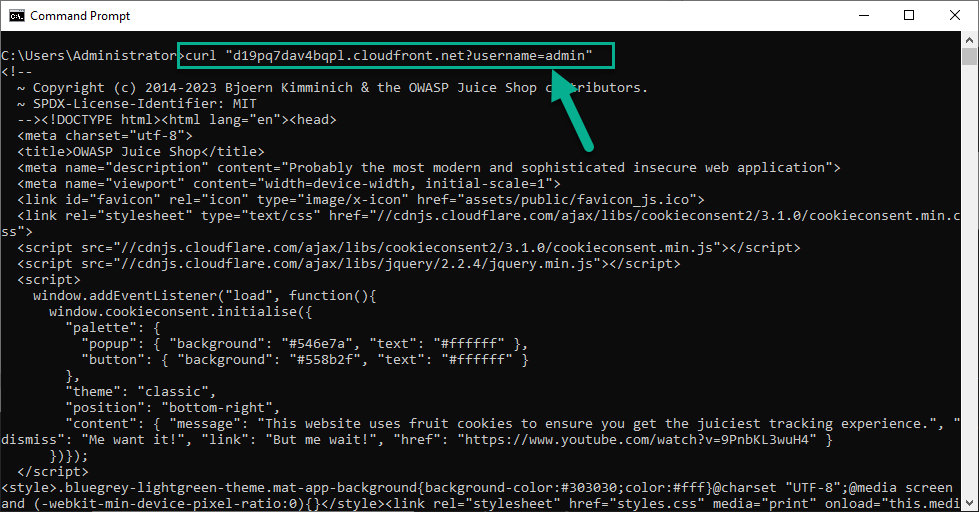 Command Prompt
C:\Users\Administrator>curl "d19pq7dav4bqpl.cloudfront.net?username=admin"
<!--
  ~ Copyright (c) 2014-2023 Bjoern Kimminich & the OWASP Juice Shop contributors.
  ~ SPDX-License-Identifier: MIT
  --><!DOCTYPE html><html lang="en"><head>
  <meta charset="utf-8">
  <title>OWASP Juice Shop</title>
  <meta name="description" content="Probably the most modern and sophisticated insecure web application">
  <meta name="viewport" content="width=device-width, initial-scale=1">
  <link id="favicon" rel="icon" type="image/x-icon" href="assets/public/favicon_js.ico">
  <link rel="stylesheet" type="text/css" href="//cdnjs.cloudflare.com/ajax/libs/cookieconsent2/3.1.0/cookieconsent.min.c
ss">
  <script src="//cdnjs.cloudflare.com/ajax/libs/cookieconsent2/3.1.0/cookieconsent.min.js"></script>
  <script src="//cdnjs.cloudflare.com/ajax/libs/jquery/2.2.4/jquery.min.js"></script>
  <script>
    window.addEventListener("load", function(){
      window.cookieconsent.initialise({
        "palette": {
          "popup": { "background": "#546e7a", "text": "#ffffff" },
          "button": { "background": "#558b2f", "text": "#ffffff" }
        },
        "theme": "classic",
        "position": "bottom-right",
        "content": { "message": "This website uses fruit cookies to ensure you get the juiciest tracking experience.", "
dismiss": "Me want it!", "link": "But me wait!", "href": "https://www.youtube.com/watch?v=9PnbKL3wuH4" }
      })});
  </script>
<style>.bluegrey-lightgreen-theme.mat-app-background{background-color:#303030;color:#fff}@charset "UTF-8";@media screen
and (-webkit-min-device-pixel-ratio:0){}</style><link rel="stylesheet" href="styles.css" media="print" onload="this.medi